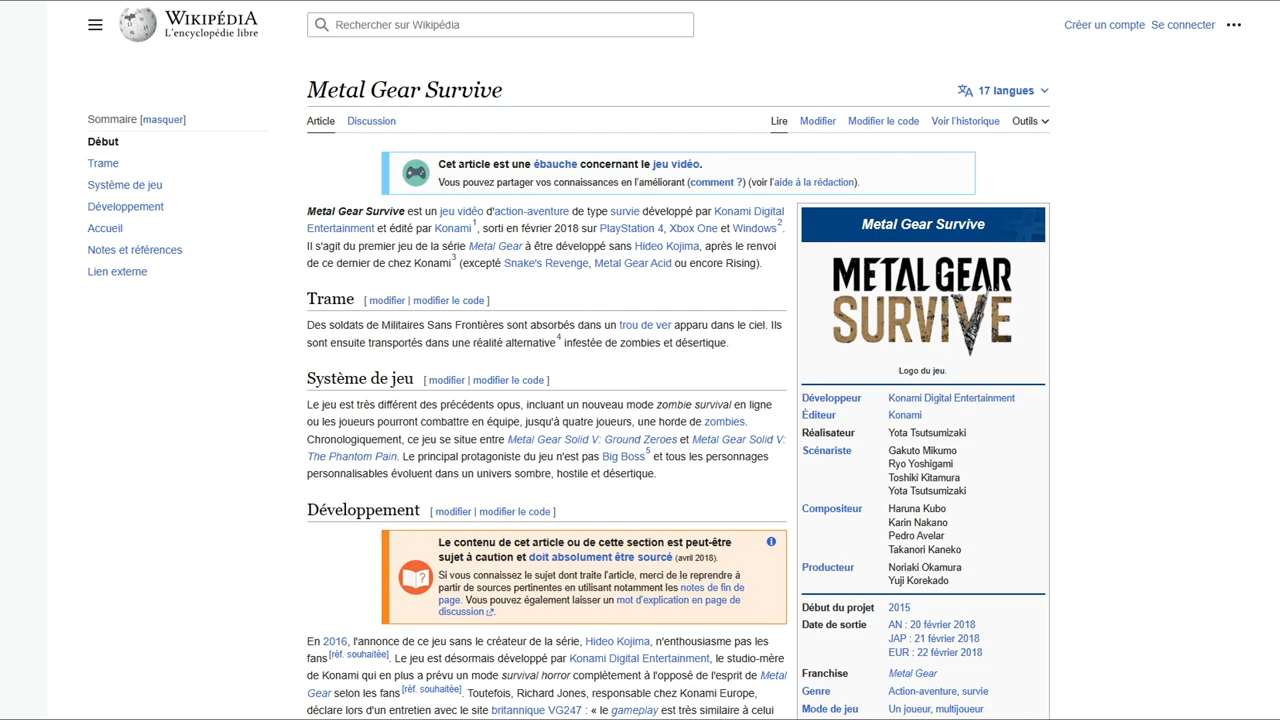 WIKIPÉDIA
L'encyclopédie libre
Rechercher sur Wikipédia
Créer un compte Se connecter
Metal Gear Survive
17 langues
Article Discussion
Lire Modifier Modifier le code Voir l'historique Outils
Sommaire [masquer]
Début
Trame
Système de jeu
Développement
Accueil
Notes et références
Lien externe
Cet article est une ébauche concernant le jeu vidéo.
Vous pouvez partager vos connaissances en l'améliorant (comment ?) (voir l'aide à la rédaction).
Metal Gear Survive est un jeu vidéo d'action-aventure de type survie développé par Konami Digital
Entertainment et édité par Konami1, sorti en février 2018 sur PlayStation 4, Xbox One et Windows2.
Il s'agit du premier jeu de la série Metal Gear à être développé sans Hideo Kojima, après le renvoi
de ce dernier de chez Konami3 (excepté Snake's Revenge, Metal Gear Acid ou encore Rising).
Trame [ modifier | modifier le code ]
Des soldats de Militaires Sans Frontières sont absorbés dans un trou de ver apparu dans le ciel. Ils
sont ensuite transportés dans une réalité alternative4 infestée de zombies et désertique.
Système de jeu [ modifier | modifier le code ]
Le jeu est très différent des précédents opus, incluant un nouveau mode zombie survival en ligne
ou les joueurs pourront combattre en équipe, jusqu'à quatre joueurs, une horde de zombies.
Chronologiquement, ce jeu se situe entre Metal Gear Solid V: Ground Zeroes et Metal Gear Solid V:
The Phantom Pain. Le principal protagoniste du jeu n'est pas Big Boss5 et tous les personnages
personnalisables évoluent dans un univers sombre, hostile et désertique.
Développement [ modifier | modifier le code ]
Le contenu de cet article ou de cette section est peut-être
sujet à caution et doit absolument être sourcé (avril 2018).
Si vous connaissez le sujet dont traite l'article, merci de le reprendre à
partir de sources pertinentes en utilisant notamment les notes de fin de
page. Vous pouvez également laisser un mot d'explication en page de
discussion.
En 2016, l'annonce de ce jeu sans le créateur de la série, Hideo Kojima, n'enthousiasme pas les
fans[réf. souhaitée]. Le jeu est désormais développé par Konami Digital Entertainment, le studio-mère
de Konami qui en plus a prévu un mode survival horror complètement à l'opposé de l'esprit de Metal
Gear selon les fans[réf. souhaitée]. Toutefois, Richard Jones, responsable chez Konami Europe,
déclare lors d'un entretien avec le site britannique VG247 : « le gameplay est très similaire à celui
Metal Gear Survive
METAL GEAR
SURVIVE
Logo du jeu.
Développeur Konami Digital Entertainment
Éditeur Konami
Réalisateur Yota Tsutsumizaki
Scénariste Gakuto Mikumo
Ryo Yoshigami
Toshiki Kitamura
Yota Tsutsumizaki
Compositeur Haruna Kubo
Karin Nakano
Pedro Avelar
Takanori Kaneko
Producteur Noriaki Okamura
Yuji Korekado
Début du projet 2015
Date de sortie AN : 20 février 2018
JAP : 21 février 2018
EUR : 22 février 2018
Franchise Metal Gear
Genre Action-aventure, survie
Mode de jeu Un joueur, multijoueur